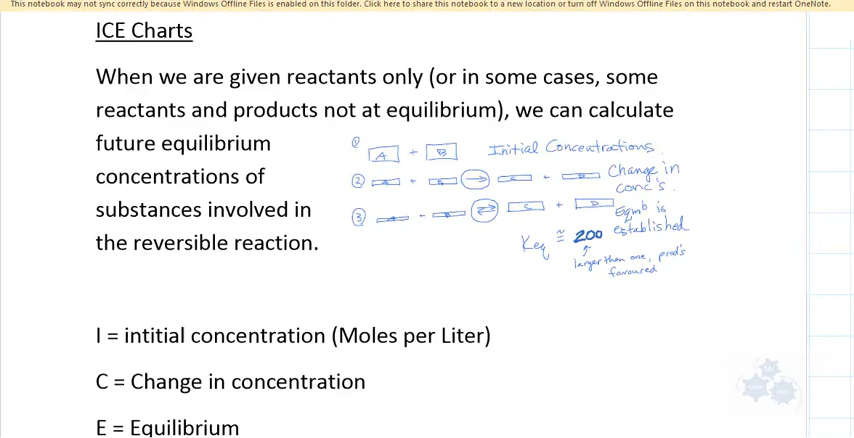 This notebook may not sync correctly because Windows Offline Files is enabled on this folder. Click here to share this notebook to a new location or turn off Windows Offline Files on this notebook and restart OneNote.
ICE Charts
When we are given reactants only (or in some cases, some
reactants and products not at equilibrium), we can calculate
future equilibrium
concentrations of
substances involved in
the reversible reaction.
① A + B Initial Concentrations
② A + B → C + D Change in
conc's.
③ A + B ⇌ C + D Eqmb is
established
Keq ≅ 200
↑
larger than one, prod's
favoured
I = intitial concentration (Moles per Liter)
C = Change in concentration
E = Equilibrium